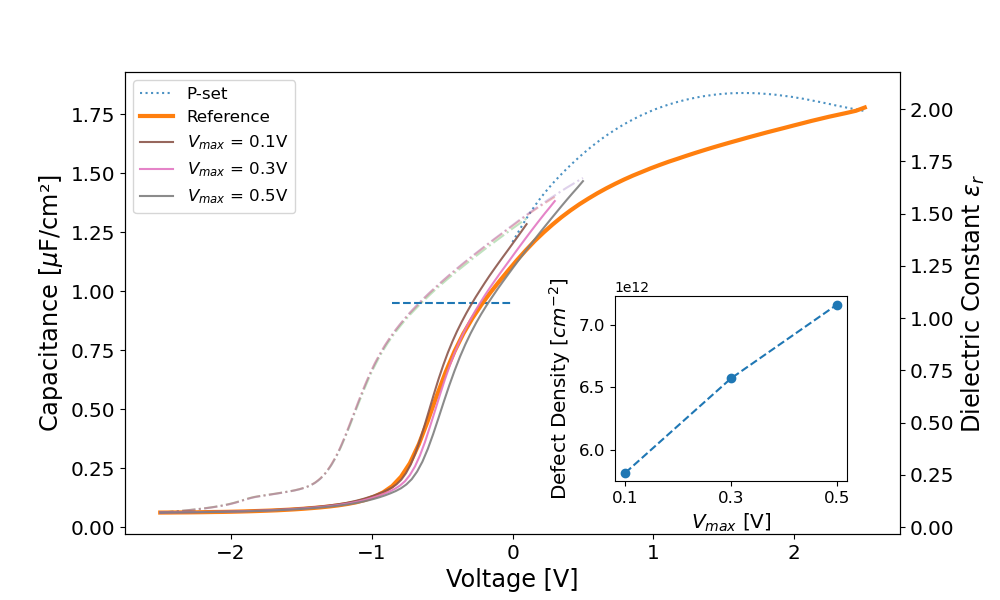 P-set
Reference
V_max = 0.1V
V_max = 0.3V
V_max = 0.5V
Capacitance [μF/cm²]
1.75
1.50
1.25
1.00
0.75
0.50
0.25
0.00
−2
−1
0
1
2
Voltage [V]
Dielectric Constant ε_r
2.00
1.75
1.50
1.25
1.00
0.75
0.50
0.25
0.00
1e12
Defect Density [cm⁻²]
7.0
6.5
6.0
0.1
0.3
0.5
V_max [V]